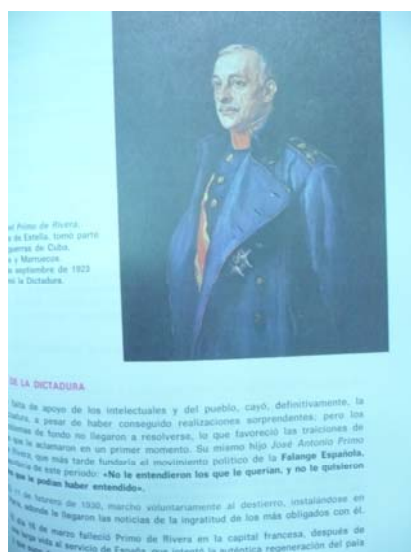 Primo de Rivera,
de Estella, tomó parte
guerras de Cuba,
y Marruecos.
septiembre de 1923
la Dictadura.
DE LA DICTADURA
falta de apoyo de los intelectuales y del pueblo, cayó, definitivamente, la
a pesar de haber conseguido realizaciones sorprendentes; pero los
de fondo no llegaron a resolverse, lo que favoreció las traiciones de
que le aclamaron en un primer momento. Su mismo hijo José Antonio Primo
Rivera, que más tarde fundaría el movimiento político de la Falange Española,
de este período: «No le entendieron los que le querían, y no le quisieron
que le podían haber entendido».
de febrero de 1930, marcho voluntariamente al destierro, instalándose en
donde le llegaron las noticias de la ingratitud de los más obligados con él.
día 16 de marzo falleció Primo de Rivera en la capital francesa, después de
larga vida al servicio de España, que intentó la auténtica regeneración del país